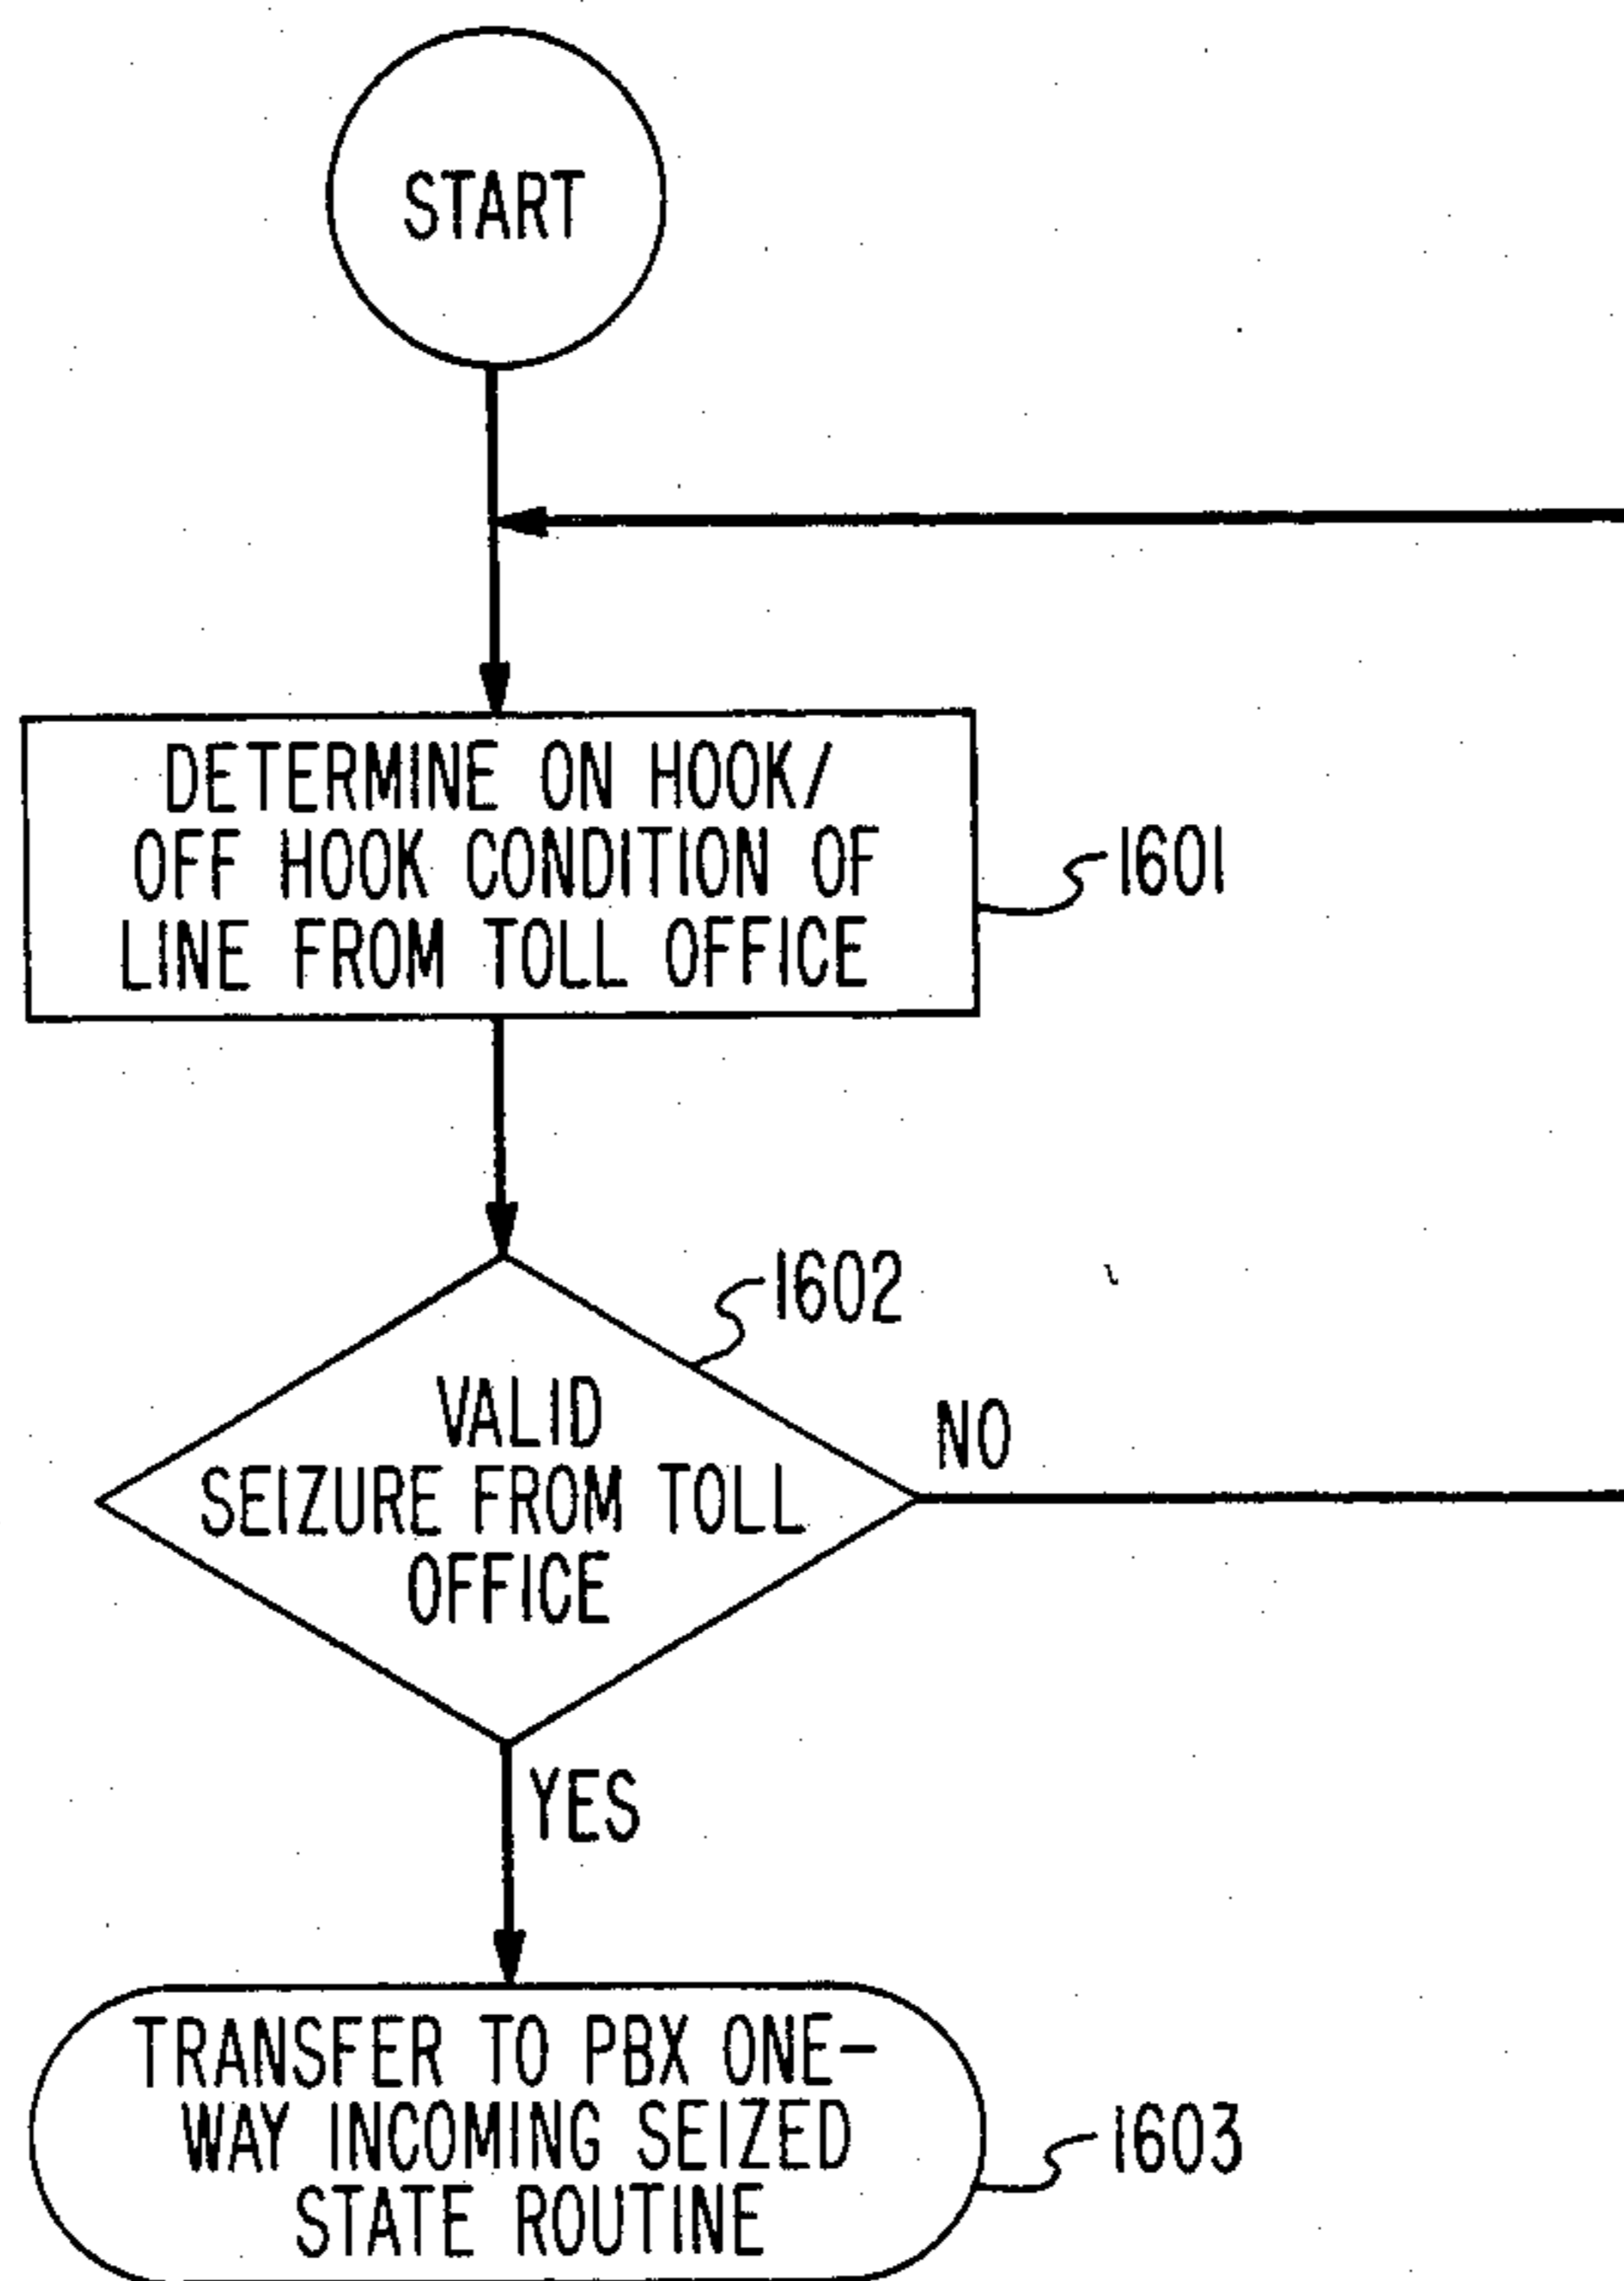 START
DETERMINE ON HOOK/
OFF HOOK CONDITION OF
LINE FROM TOLL OFFICE
1601
1602
VALID
SEIZURE FROM TOLL
OFFICE
NO
YES
TRANSFER TO PBX ONE-
WAY INCOMING SEIZED
STATE ROUTINE
1603